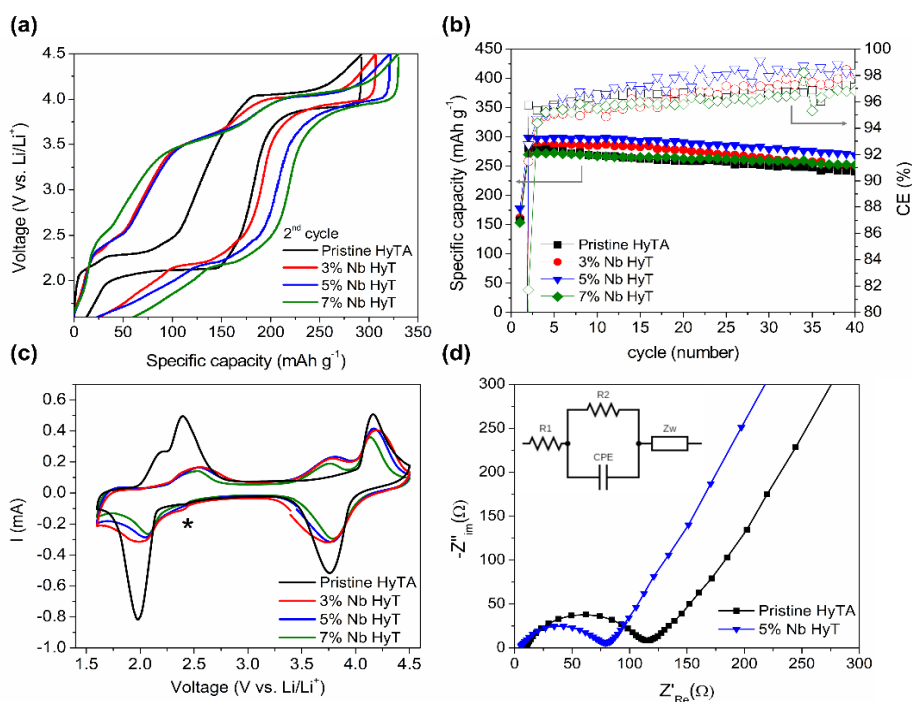 (a)
4.5
4.0
3.5
3.0
2.5
2.0
Voltage (V vs. Li/Li⁺)
0 50 100 150 200 250 300 350
Specific capacity (mAh g⁻¹)
2ⁿᵈ cycle
Pristine HyTA
3% Nb HyT
5% Nb HyT
7% Nb HyT
(b)
450
400
350
300
250
200
150
100
50
0
Specific capacity (mAh g⁻¹)
100
98
96
94
92
90
88
86
84
82
80
CE (%)
0 5 10 15 20 25 30 35 40
cycle (number)
Pristine HyTA
3% Nb HyT
5% Nb HyT
7% Nb HyT
(c)
0.6
0.4
0.2
0.0
-0.2
-0.4
-0.6
-0.8
-1.0
I (mA)
*
1.5 2.0 2.5 3.0 3.5 4.0 4.5
Voltage (V vs. Li/Li⁺)
Pristine HyTA
3% Nb HyT
5% Nb HyT
7% Nb HyT
(d)
300
250
200
150
100
50
0
-Z''im(Ω)
R1
R2
CPE
Zw
0 50 100 150 200 250 300
Z'Re(Ω)
Pristine HyTA
5% Nb HyT